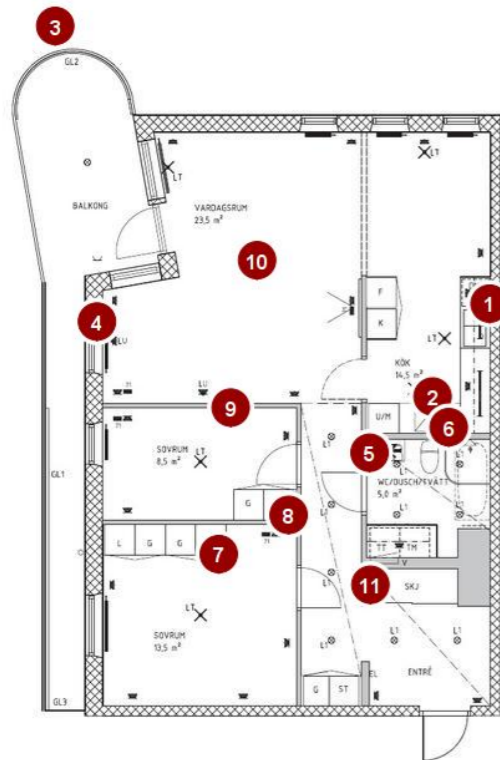 3
GL2
LT
LT
BALKONG
VARDAGSRUM
23,5 m²
10
F
K
1
4
LU
LT
KÖK
14,5 m²
LU
9
2
U/M
6
SOVRUM
8,5 m²
LT
L1
5
L1
L1
WC/DUSCH/TVÄTT
5,0 m²
GL1
G
8
L1
L1
L1
L
G
G
7
TT
TM
V
11
SKJ
L1
LT
SOVRUM
13,5 m²
L1
L1
L1
EL
ENTRÉ
G
ST
GL3